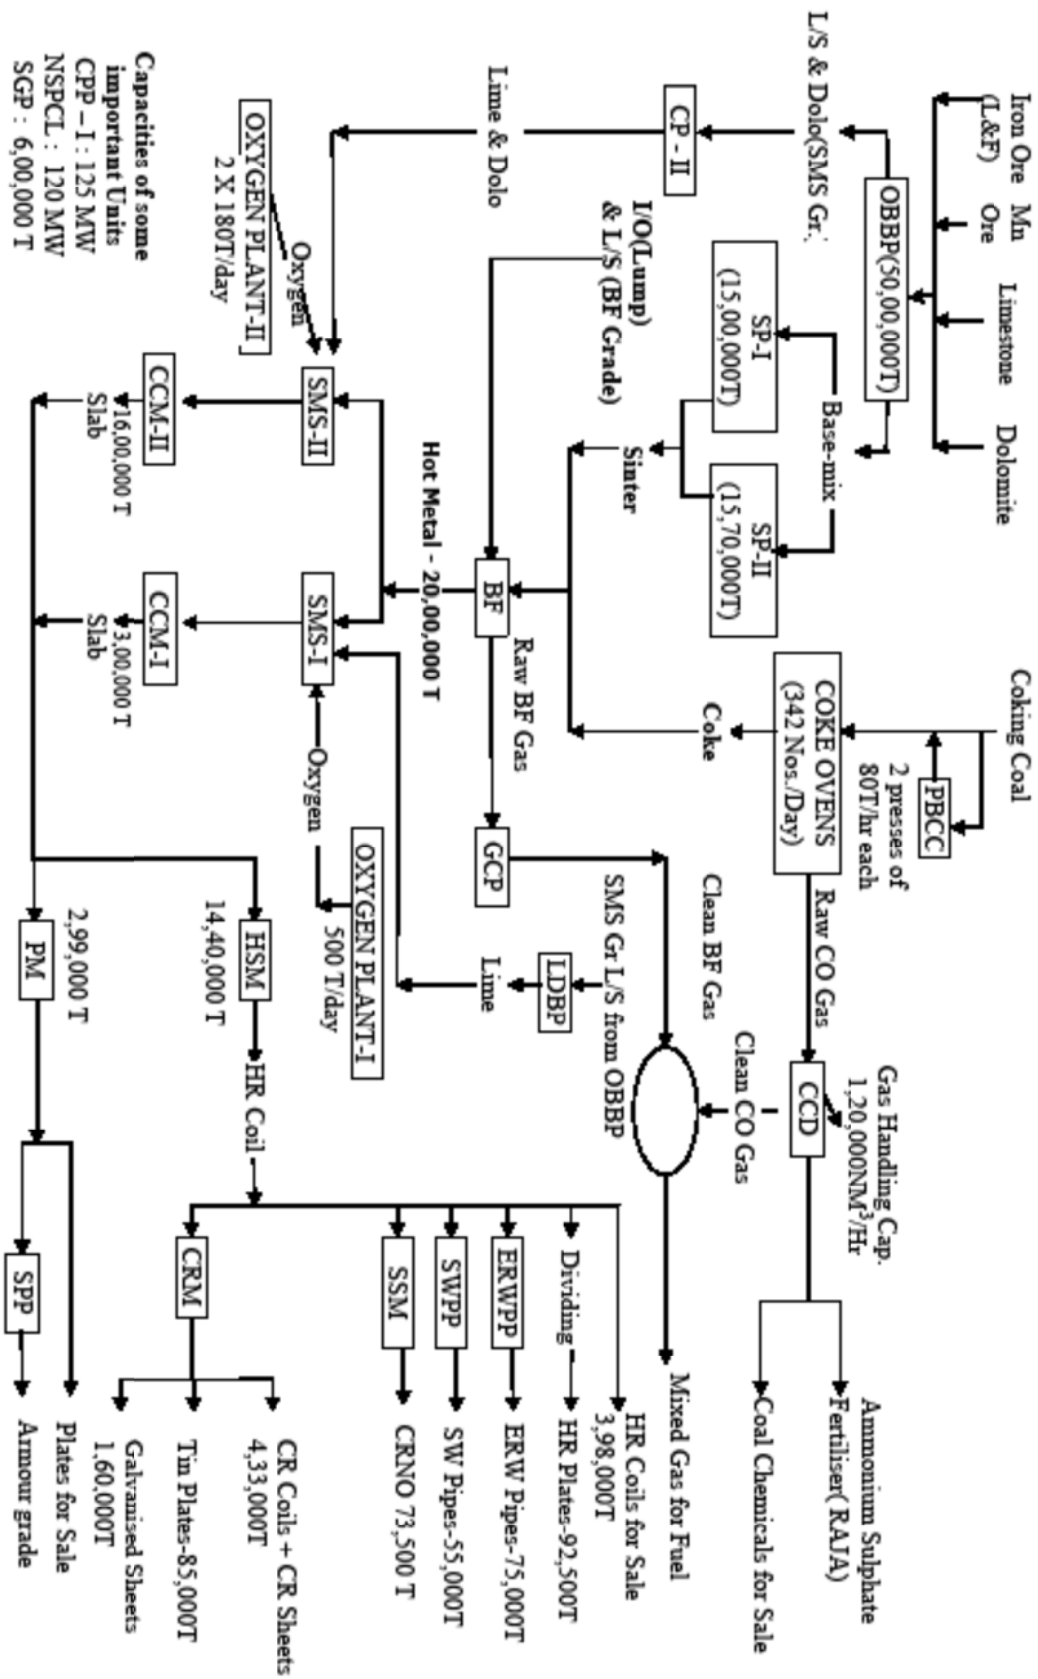 Iron Ore
(L&F)
Mn
Ore
Limestone
Dolomite
Coking Coal
OBBP(50,00,000T)
PBCC
2 presses of
80T/hr each
L/S & Dolo(SMS Gr.
Base-mix
COKE OVENS
(342 Nos./Day)
Raw CO Gas
CCD
Gas Handling Cap.
1,20,000NM³/Hr
Ammonium Sulphate
Fertiliser( RAJA)
Coal Chemicals for Sale
SP-I
(15,00,000T)
SP-II
(15,70,000T)
CP - II
Sinter
Coke
Clean BF Gas
Clean CO Gas
I/O(Lump)
& L/S (BF Grade)
SMS Gr L/S from OBBP
Mixed Gas for Fuel
LDBP
Lime & Dolo
BF
Raw BF Gas
GCP
Lime
Hot Metal - 20,00,000 T
HR Coils for Sale
3,98,000T
Dividing
HR Plates-92,500T
ERWPP
ERW Pipes-75,000T
SWPP
SW Pipes-55,000T
SSM
CRNO 73,500 T
OXYGEN PLANT-I
500 T/day
Oxygen
SMS-II
SMS-I
Oxygen
OXYGEN PLANT-II
2 X 180T/day
HSM
14,40,000 T
HR Coil
CRM
CR Coils + CR Sheets
4,33,000T
Tin Plates-85,000T
Galvanised Sheets
1,60,000T
CCM-II
16,00,000 T
Slab
CCM-I
3,00,000 T
Slab
2,99,000 T
PM
SPP
Plates for Sale
Armour grade
Capacities of some
important Units
CPP – I : 125 MW
NSPCL : 120 MW
SGP : 6,00,000 T